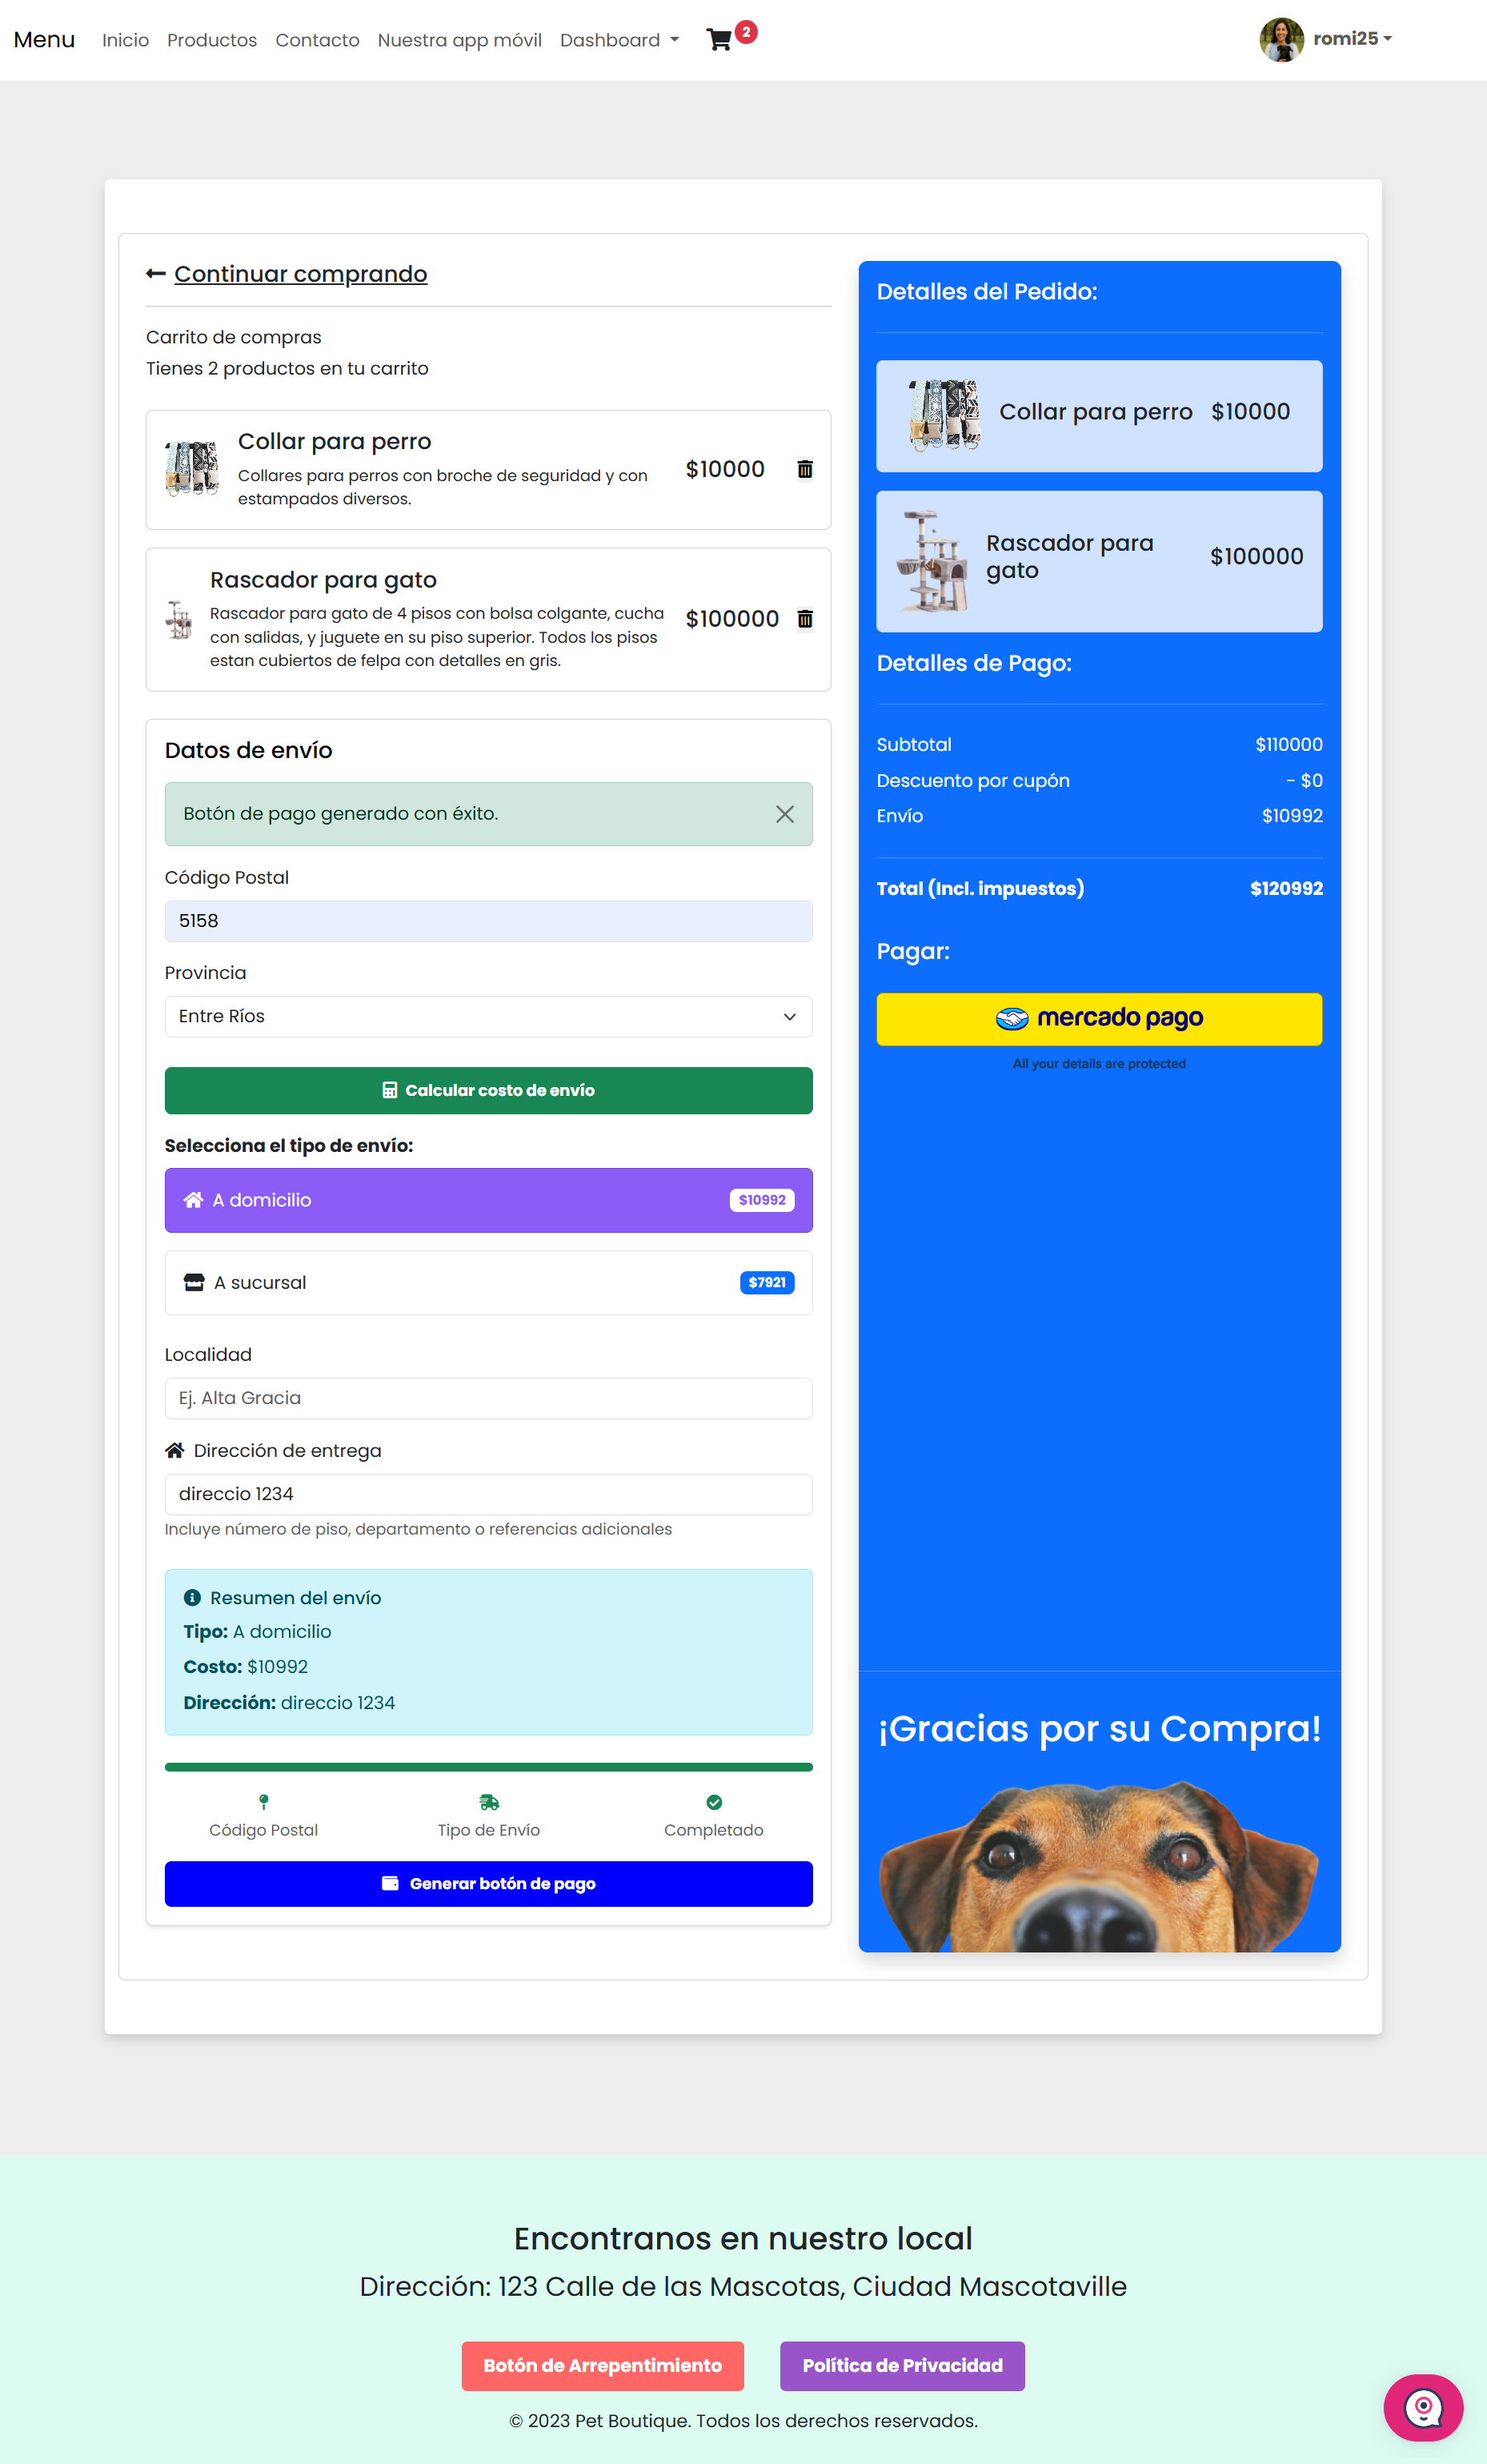 Menu Inicio Productos Contacto Nuestra app móvil Dashboard 2 romi25
Continuar comprando
Carrito de compras
Tienes 2 productos en tu carrito
Collar para perro
Collares para perros con broche de seguridad y con
estampados diversos.
$10000
Rascador para gato
Rascador para gato de 4 pisos con bolsa colgante, cucha
con salidas, y juguete en su piso superior. Todos los pisos
estan cubiertos de felpa con detalles en gris.
$100000
Datos de envío
Botón de pago generado con éxito.
Código Postal
5158
Provincia
Entre Ríos
Calcular costo de envío
Selecciona el tipo de envío:
A domicilio $10992
A sucursal $7921
Localidad
Ej. Alta Gracia
Dirección de entrega
direccio 1234
Incluye número de piso, departamento o referencias adicionales
Resumen del envío
Tipo: A domicilio
Costo: $10992
Dirección: direccio 1234
Código Postal Tipo de Envío Completado
Generar botón de pago
Detalles del Pedido:
Collar para perro $10000
Rascador para
gato
$100000
Detalles de Pago:
Subtotal $110000
Descuento por cupón - $0
Envío $10992
Total (Incl. impuestos) $120992
Pagar:
mercado pago
All your details are protected
¡Gracias por su Compra!
Encontranos en nuestro local
Dirección: 123 Calle de las Mascotas, Ciudad Mascotaville
Botón de Arrepentimiento Política de Privacidad
© 2023 Pet Boutique. Todos los derechos reservados.